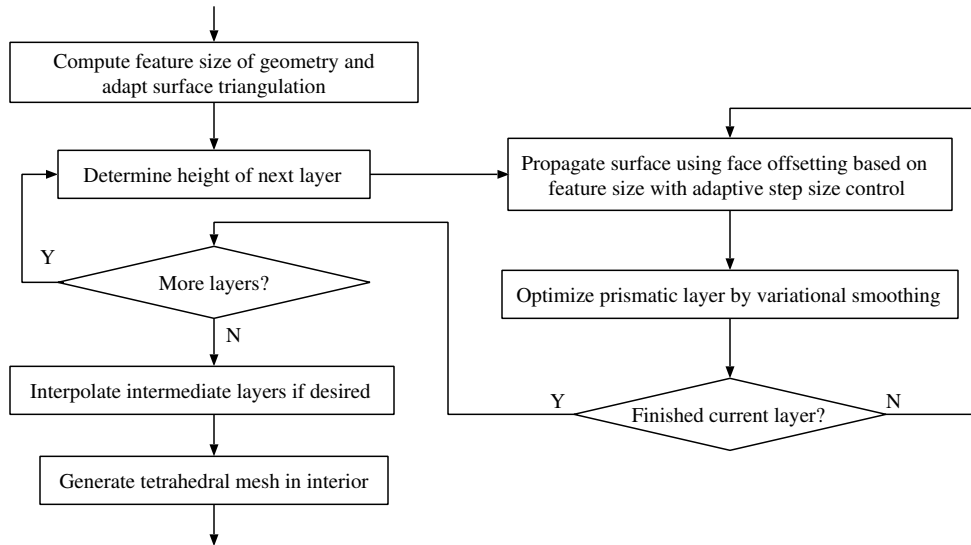 Compute feature size of geometry and
adapt surface triangulation
Determine height of next layer
Propagate surface using face offsetting based on
feature size with adaptive step size control
Y
More layers?
N
Optimize prismatic layer by variational smoothing
Interpolate intermediate layers if desired
Y
Finished current layer?
N
Generate tetrahedral mesh in interior